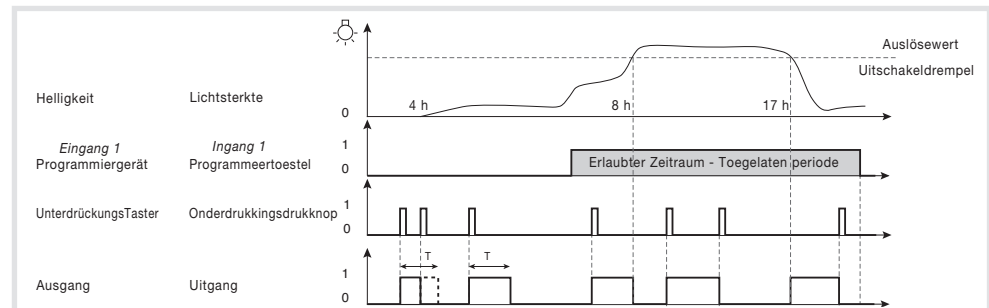 Auslösewert
Uitschakeldrempel
Helligkeit Lichtsterkte
0 4 h 8 h 17 h
Eingang 1 Ingang 1
Programmiergerät Programmeertoestel
1
0
Erlaubter Zeitraum - Toegelaten periode
UnterdrückungsTaster Onderdrukkingsdrukknop
1
0
T T
Ausgang Uitgang
1
0